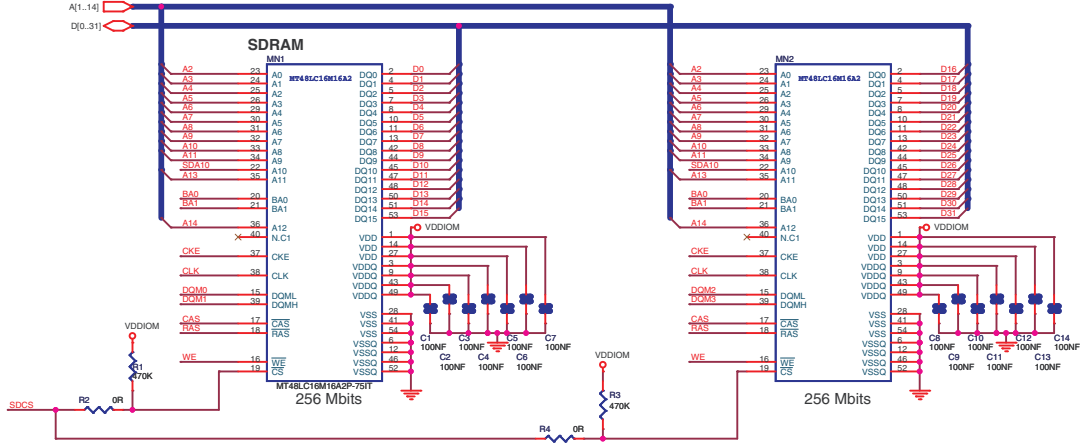 A[1..14]
D[0..31]
SDRAM
MN1
MT48LC16M16A2
A2 23 A0 DQ0 2 D0
A3 24 A1 DQ1 4 D1
A4 25 A2 DQ2 5 D2
A5 26 A3 DQ3 7 D3
A6 29 A4 DQ4 8 D4
A7 30 A5 DQ5 10 D5
A8 31 A6 DQ6 11 D6
A9 32 A7 DQ7 13 D7
A10 33 A8 DQ8 42 D8
A11 34 A9 DQ9 44 D9
SDA10 22 A10 DQ10 45 D10
A13 35 A11 DQ11 47 D11
DQ12 48 D12
BA0 20 BA0 DQ13 50 D13
BA1 21 BA1 DQ14 51 D14
DQ15 53 D15
A14 36 A12
VDDIOM
40 N.C1 VDD 1
VDD 14
CKE 37 CKE VDD 27
VDDQ 3
CLK 38 CLK VDDQ 9
VDDQ 43
DQM0 15 DQML VDDQ 49
DQM1 39 DQMH
VSS 28
CAS 17 CAS VSS 41
RAS 18 RAS VSS 54
VSSQ 6
VSSQ 12
WE 16 WE VSSQ 46
19 CS VSSQ 52
C1 C3 C5 C7
100NF 100NF 100NF 100NF
C2 C4 C6
100NF 100NF 100NF
MT48LC16M16A2P-75IT
256 Mbits
VDDIOM
R1
470K
SDCS
R2 0R
MN2
MT48LC16M16A2
A2 23 A0 DQ0 2 D16
A3 24 A1 DQ1 4 D17
A4 25 A2 DQ2 5 D18
A5 26 A3 DQ3 7 D19
A6 29 A4 DQ4 8 D20
A7 30 A5 DQ5 10 D21
A8 31 A6 DQ6 11 D22
A9 32 A7 DQ7 13 D23
A10 33 A8 DQ8 42 D24
A11 34 A9 DQ9 44 D25
SDA10 22 A10 DQ10 45 D26
A13 35 A11 DQ11 47 D27
DQ12 48 D28
BA0 20 BA0 DQ13 50 D29
BA1 21 BA1 DQ14 51 D30
DQ15 53 D31
A14 36 A12
VDDIOM
40 N.C1 VDD 1
VDD 14
CKE 37 CKE VDD 27
VDDQ 3
CLK 38 CLK VDDQ 9
VDDQ 43
DQM2 15 DQML VDDQ 49
DQM3 39 DQMH
VSS 28
CAS 17 CAS VSS 41
RAS 18 RAS VSS 54
VSSQ 6
VSSQ 12
WE 16 WE VSSQ 46
19 CS VSSQ 52
C8 C10 C12 C14
100NF 100NF 100NF 100NF
C9 C11 C13
100NF 100NF 100NF
256 Mbits
VDDIOM
R3
470K
R4 0R